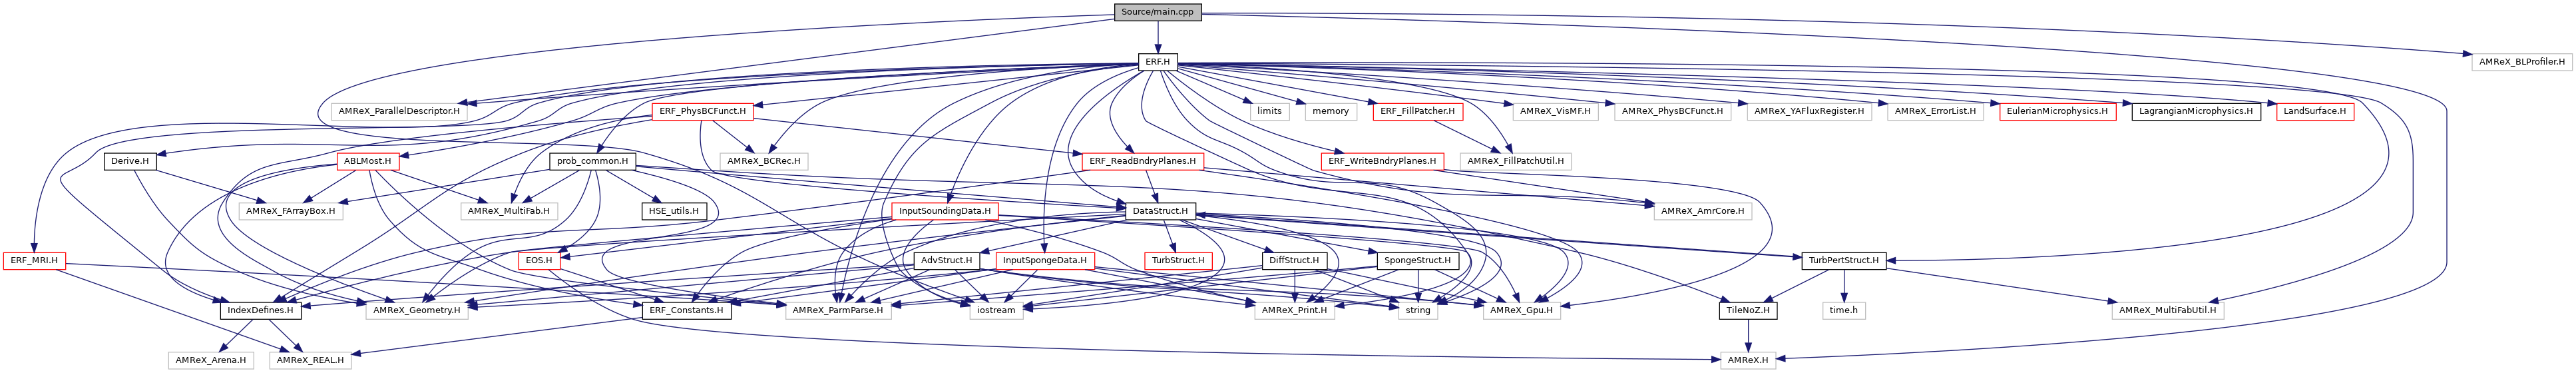 Source/main.cpp
ERF.H
AMReX_BLProfiler.H
AMReX_ParallelDescriptor.H
ERF_PhysBCFunct.H
limits
memory
ERF_FillPatcher.H
AMReX_VisMF.H
AMReX_PhysBCFunct.H
AMReX_YAFluxRegister.H
AMReX_ErrorList.H
EulerianMicrophysics.H
LagrangianMicrophysics.H
LandSurface.H
Derive.H
ABLMost.H
prob_common.H
AMReX_BCRec.H
ERF_ReadBndryPlanes.H
ERF_WriteBndryPlanes.H
AMReX_FillPatchUtil.H
AMReX_FArrayBox.H
AMReX_MultiFab.H
HSE_utils.H
InputSoundingData.H
DataStruct.H
AMReX_AmrCore.H
ERF_MRI.H
EOS.H
AdvStruct.H
InputSpongeData.H
TurbStruct.H
DiffStruct.H
SpongeStruct.H
TurbPertStruct.H
IndexDefines.H
AMReX_Geometry.H
ERF_Constants.H
AMReX_ParmParse.H
iostream
AMReX_Print.H
string
AMReX_Gpu.H
TileNoZ.H
time.h
AMReX_MultiFabUtil.H
AMReX_Arena.H
AMReX_REAL.H
AMReX.H